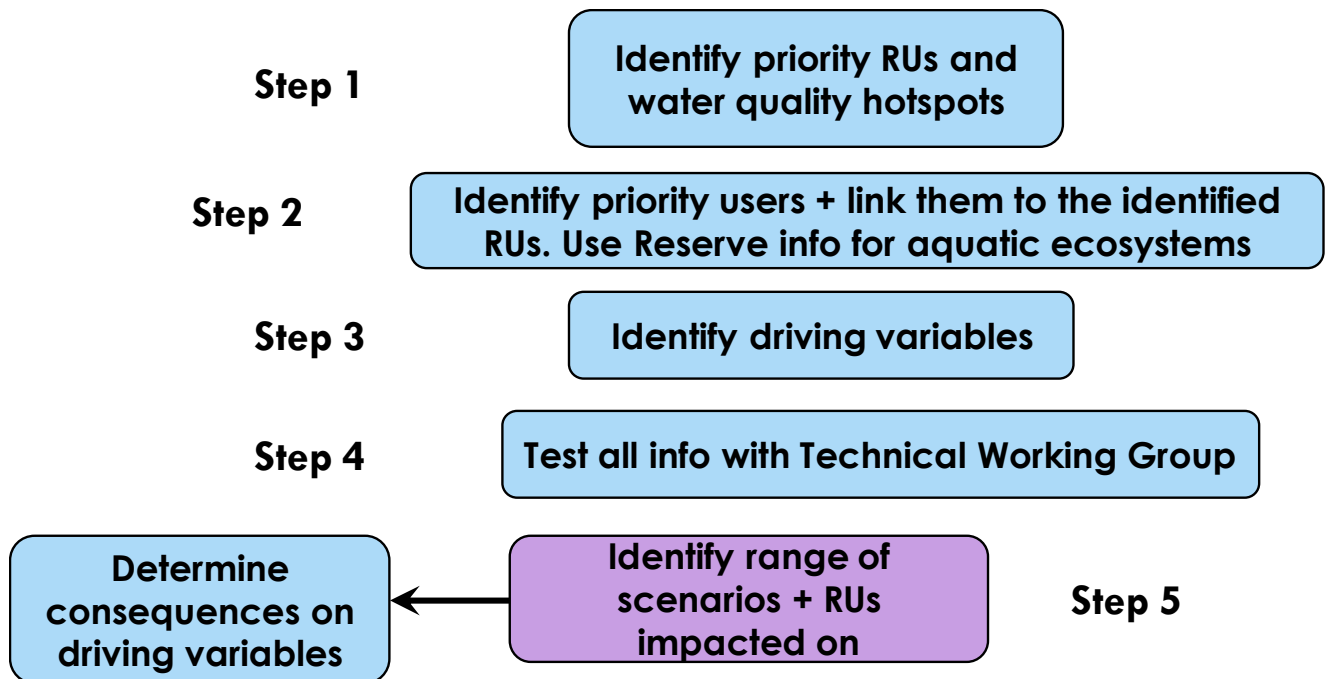 Step 1
Identify priority RUs and
water quality hotspots
Step 2
Identify priority users + link them to the identified
RUs. Use Reserve info for aquatic ecosystems
Step 3
Identify driving variables
Step 4
Test all info with Technical Working Group
Determine
consequences on
driving variables
Identify range of
scenarios + RUs
impacted on
Step 5